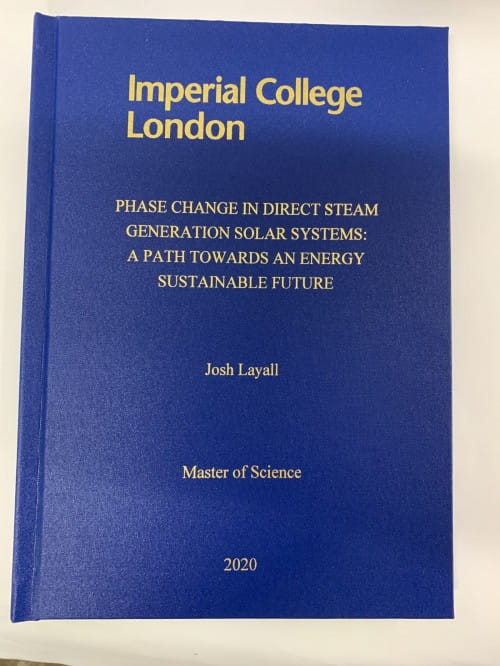 Imperial College
London
PHASE CHANGE IN DIRECT STEAM
GENERATION SOLAR SYSTEMS:
A PATH TOWARDS AN ENERGY
SUSTAINABLE FUTURE
Josh Layall
Master of Science
2020